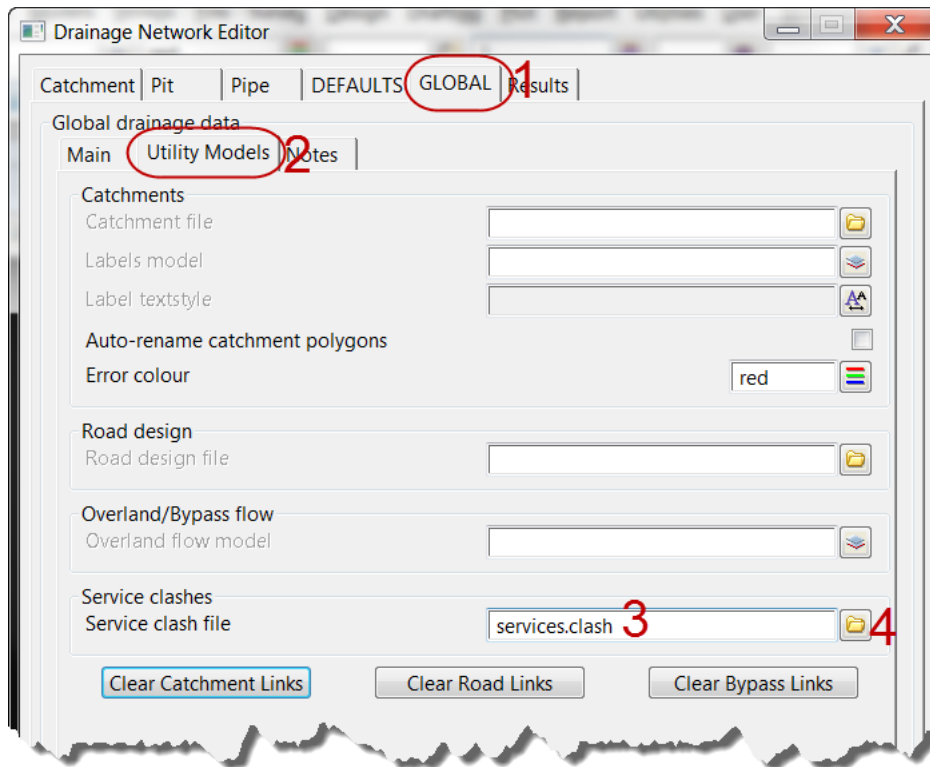 Drainage Network Editor
Catchment Pit Pipe DEFAULTS GLOBAL 1 Results
Global drainage data
Main Utility Models 2 Notes
Catchments
Catchment file
Labels model
Label textstyle
Auto-rename catchment polygons
Error colour red
Road design
Road design file
Overland/Bypass flow
Overland flow model
Service clashes
Service clash file services.clash 3 4
Clear Catchment Links Clear Road Links Clear Bypass Links